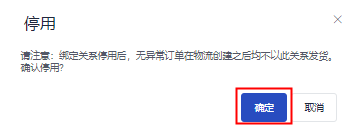 停用
请注意：绑定关系停用后，无异常订单在物流创建之后均不以此关系发货。
确认停用？
确定
取消